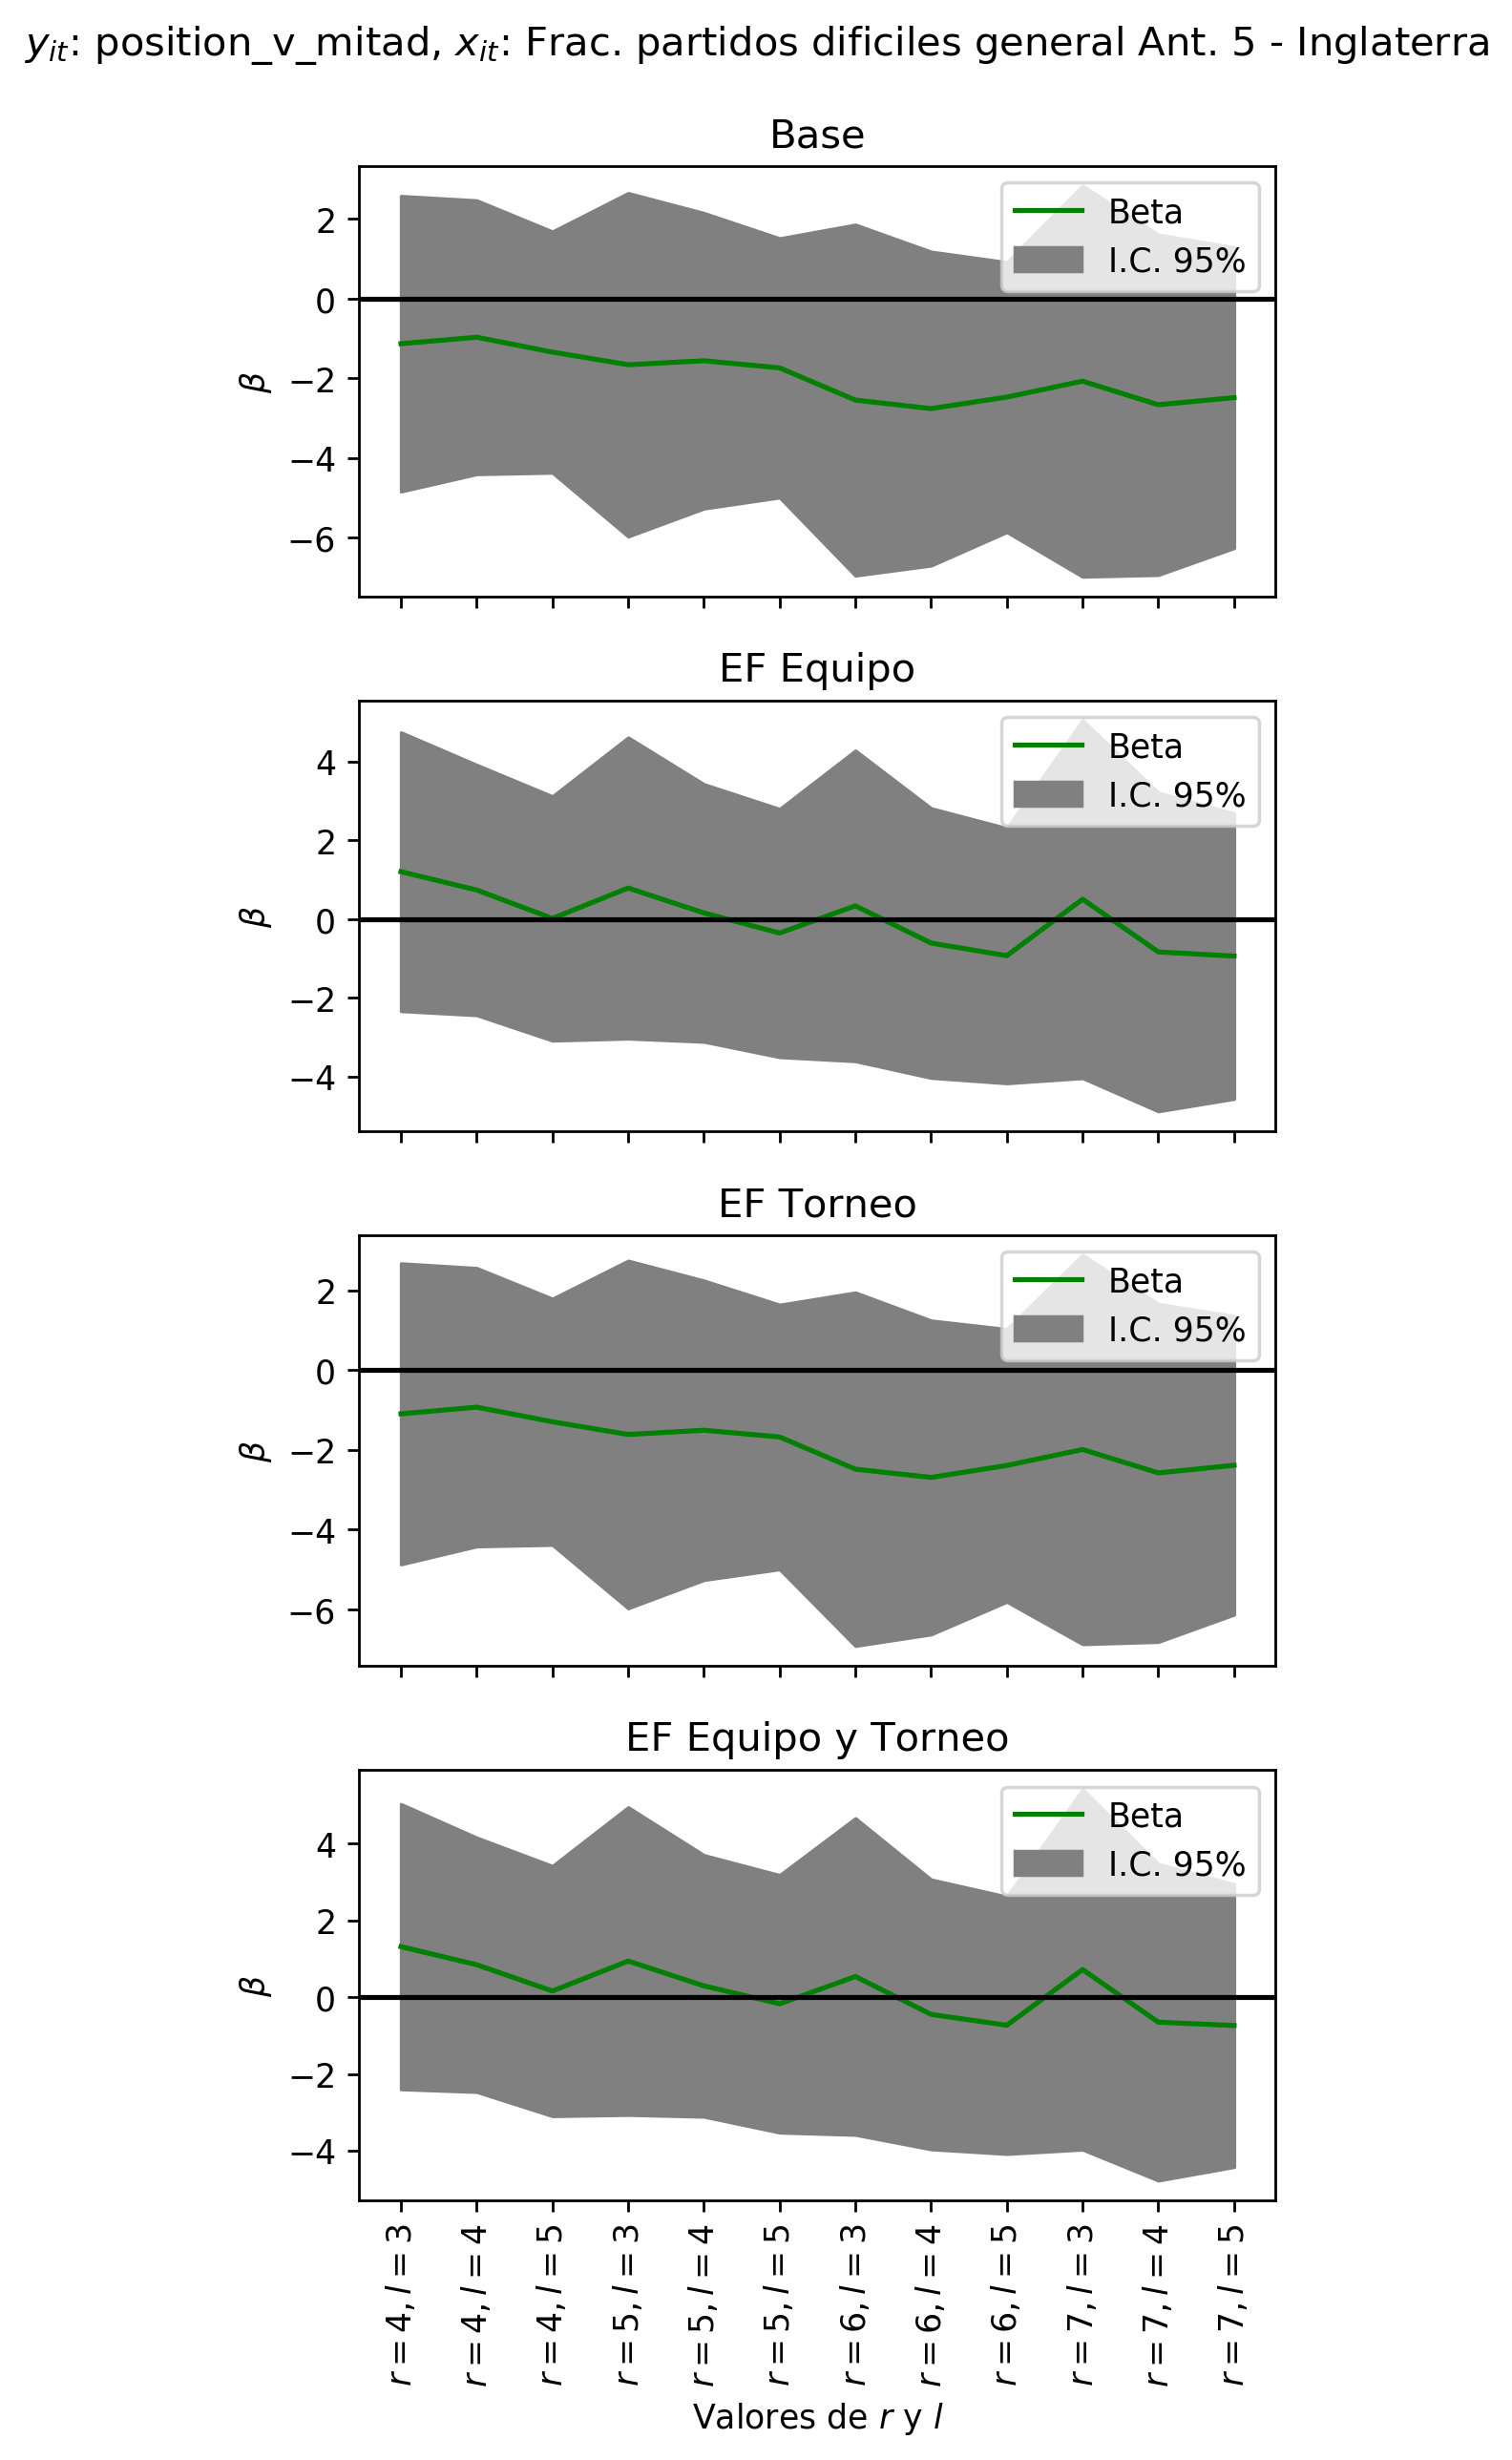 y_it: position_v_mitad, x_it: Frac. partidos dificiles general Ant. 5 - Inglaterra
Base
Beta
I.C. 95%
2
0
−2
−4
−6
β
EF Equipo
Beta
I.C. 95%
4
2
0
−2
−4
β
EF Torneo
Beta
I.C. 95%
2
0
−2
−4
−6
β
EF Equipo y Torneo
Beta
I.C. 95%
4
2
0
−2
−4
β
r = 4, l = 3
r = 4, l = 4
r = 4, l = 5
r = 5, l = 3
r = 5, l = 4
r = 5, l = 5
r = 6, l = 3
r = 6, l = 4
r = 6, l = 5
r = 7, l = 3
r = 7, l = 4
r = 7, l = 5
Valores de r y l